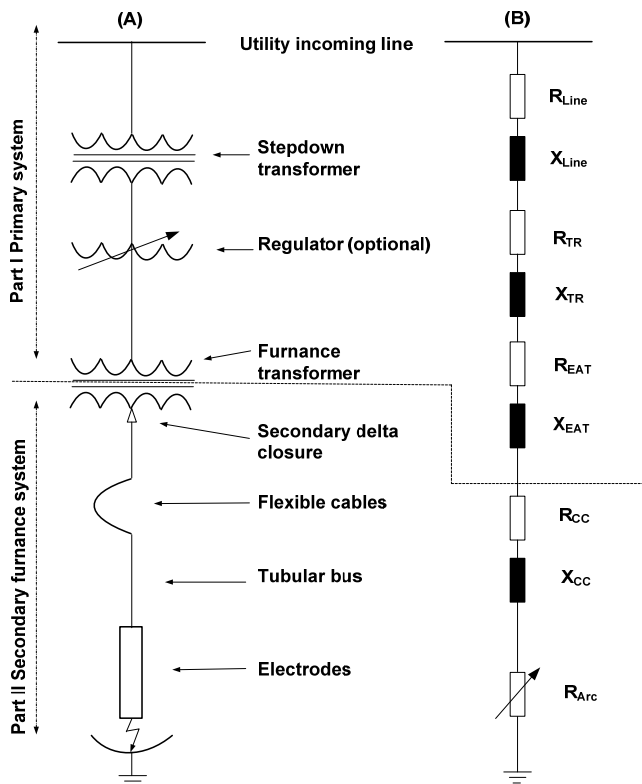 (A)
(B)
Utility incoming line
Part I Primary system
Stepdown
transformer
Regulator (optional)
Furnance
transformer
Secondary delta
closure
Flexible cables
Tubular bus
Electrodes
Part II Secondary furnance system
RLine
XLine
RTR
XTR
REAT
XEAT
RCC
XCC
RArc